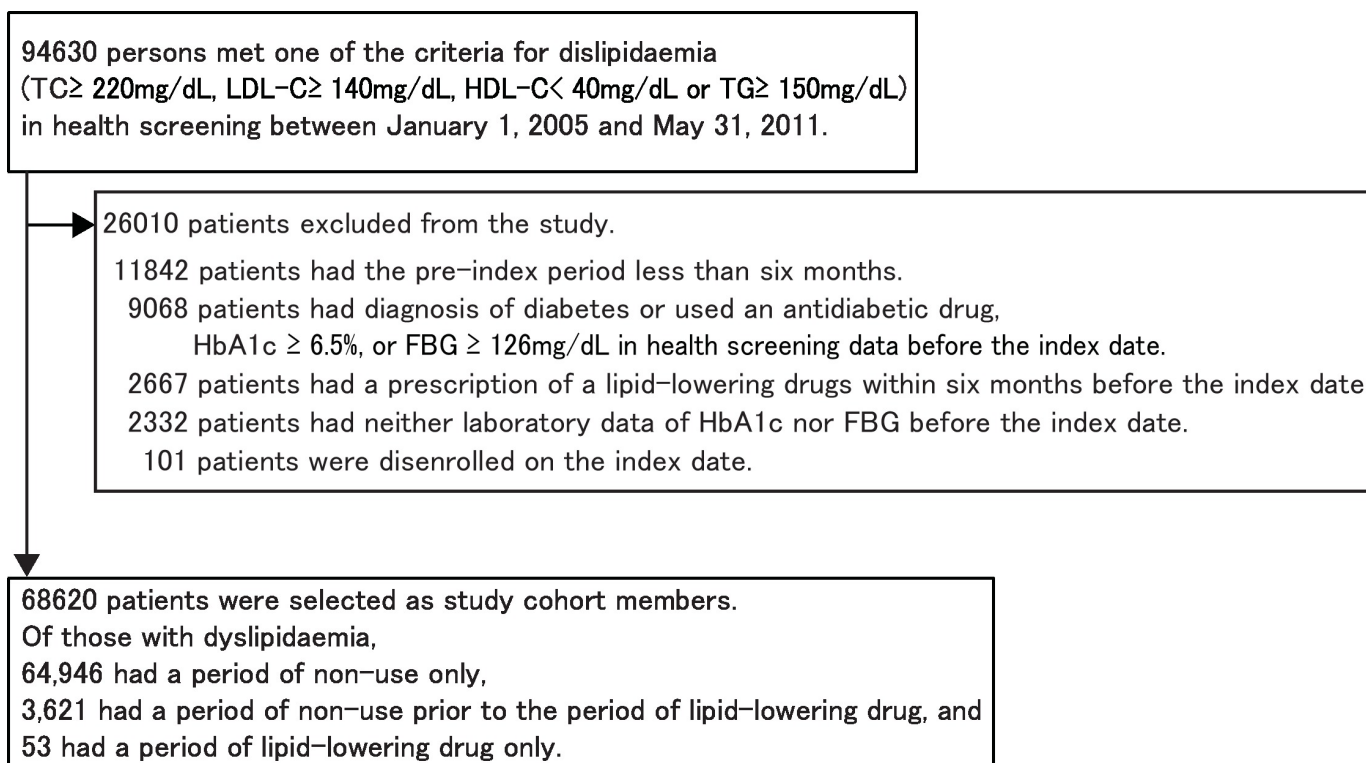 94630 persons met one of the criteria for dislipidaemia
(TC≥ 220mg/dL, LDL-C≥ 140mg/dL, HDL-C< 40mg/dL or TG≥ 150mg/dL)
in health screening between January 1, 2005 and May 31, 2011.
26010 patients excluded from the study.
11842 patients had the pre-index period less than six months.
9068 patients had diagnosis of diabetes or used an antidiabetic drug,
HbA1c ≥ 6.5%, or FBG ≥ 126mg/dL in health screening data before the index date.
2667 patients had a prescription of a lipid-lowering drugs within six months before the index date
2332 patients had neither laboratory data of HbA1c nor FBG before the index date.
101 patients were disenrolled on the index date.
68620 patients were selected as study cohort members.
Of those with dyslipidaemia,
64,946 had a period of non-use only,
3,621 had a period of non-use prior to the period of lipid-lowering drug, and
53 had a period of lipid-lowering drug only.